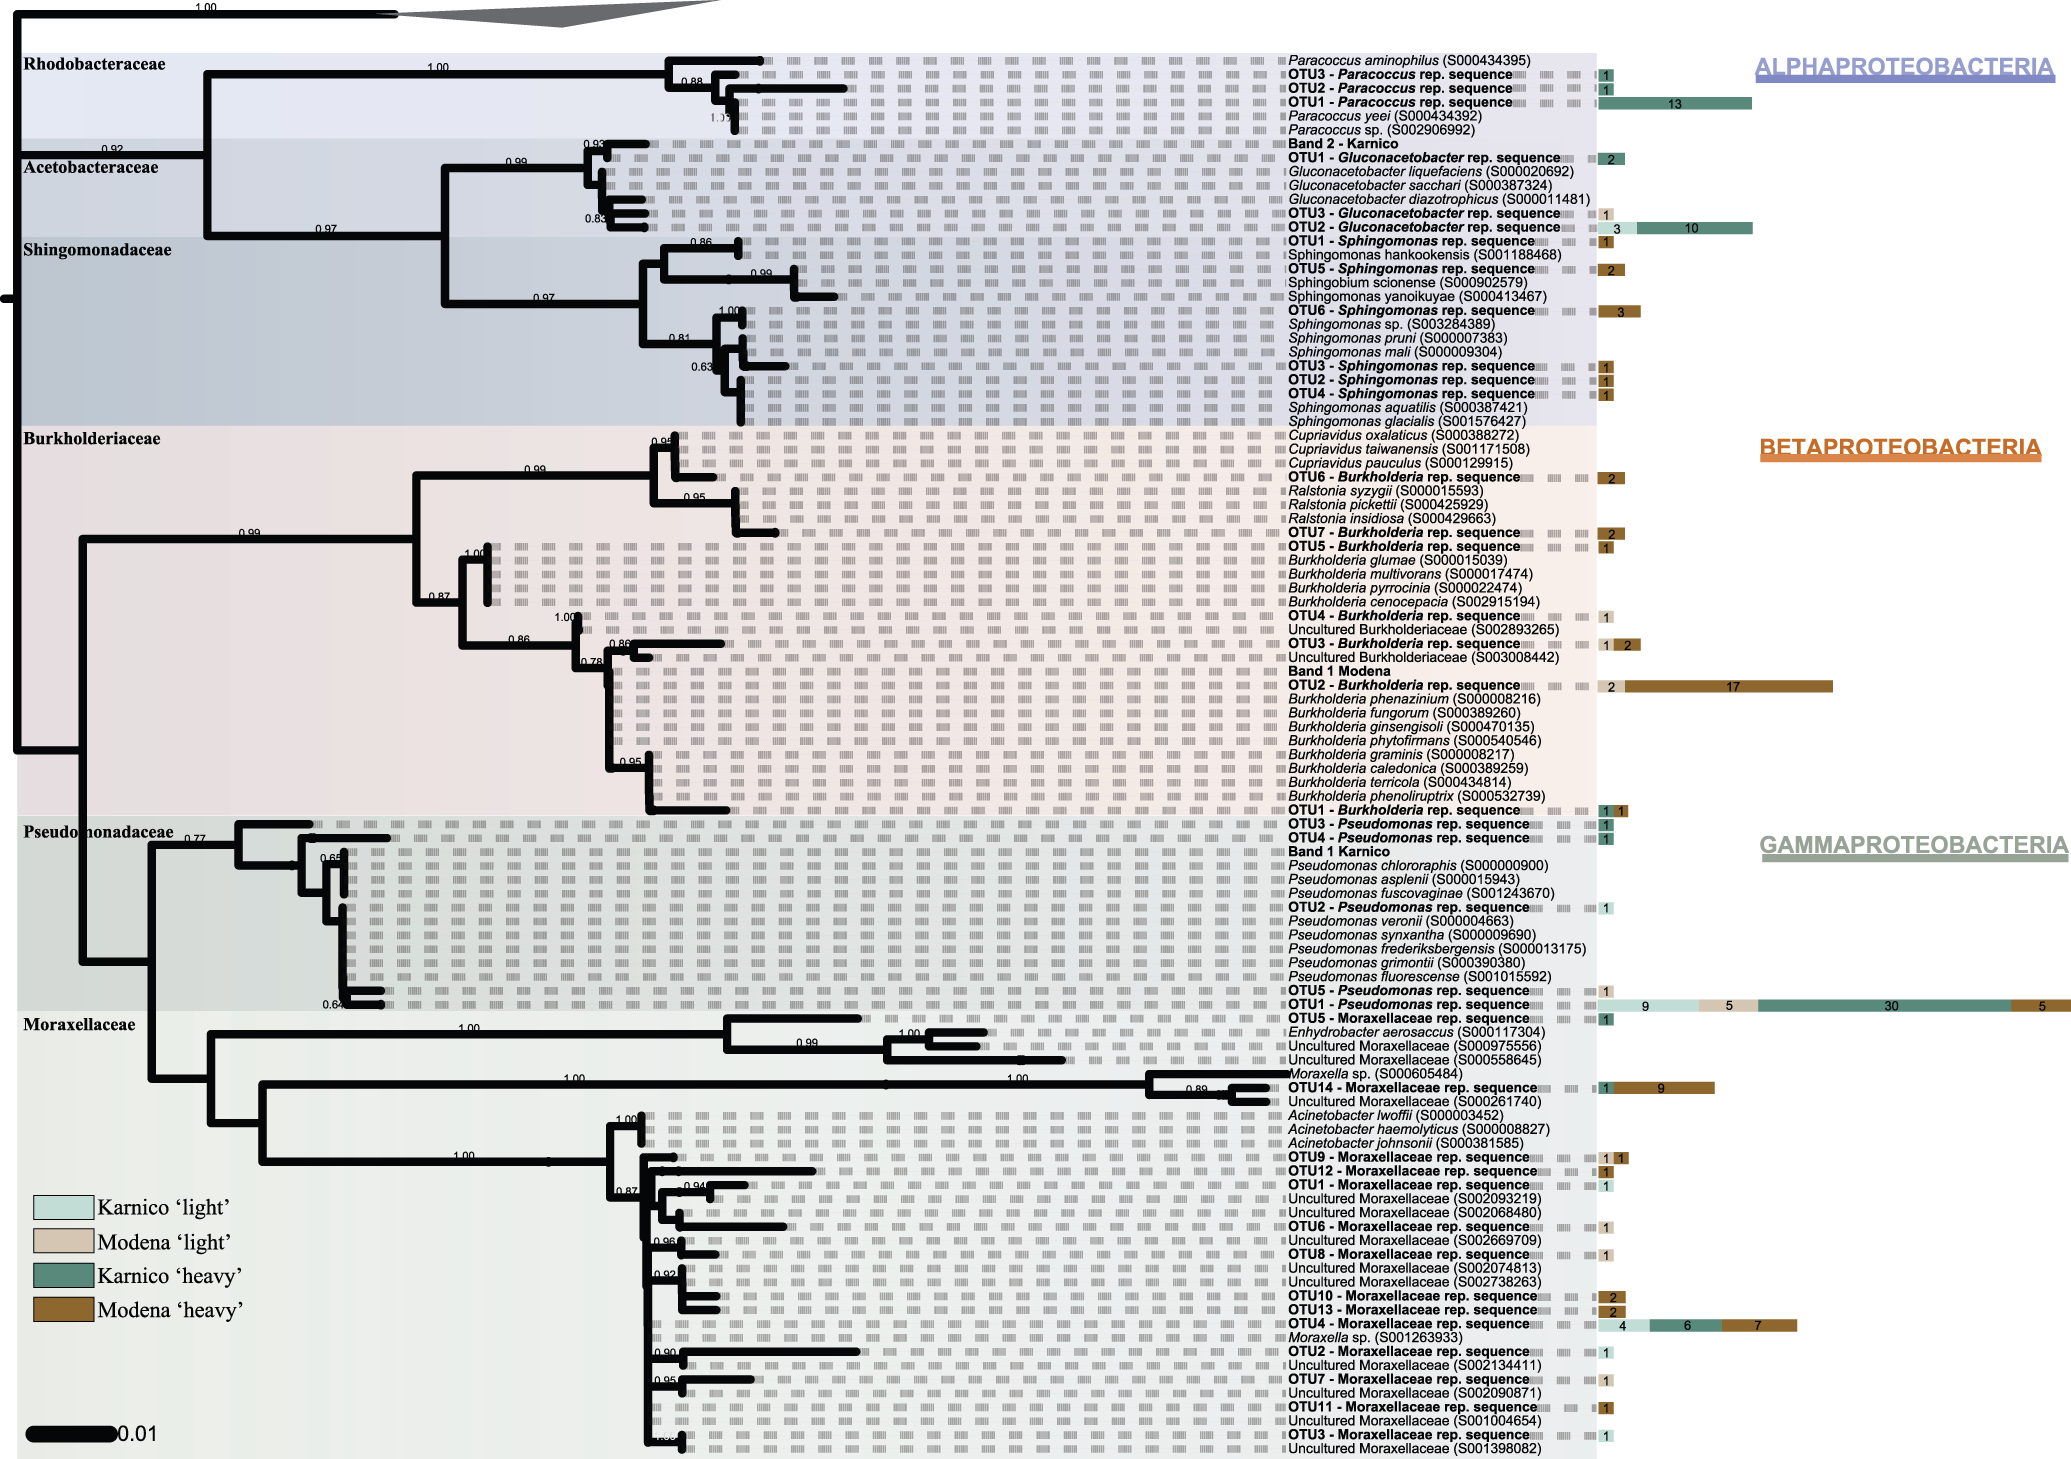 1.00
Rhodobacteraceae
1.00
0.88
Paracoccus aminophilus (S000434395)
OTU3 - Paracoccus rep. sequence 1
OTU2 - Paracoccus rep. sequence 1
OTU1 - Paracoccus rep. sequence 13
Paracoccus yeei (S000434392)
Paracoccus sp. (S002906992)
ALPHAPROTEOBACTERIA
0.92
Acetobacteraceae
0.99
0.93
0.83
0.97
Band 2 - Karnico
OTU1 - Gluconacetobacter rep. sequence 2
Gluconacetobacter liquefaciens (S000020692)
Gluconacetobacter sacchari (S000387324)
Gluconacetobacter diazotrophicus (S000011481)
OTU3 - Gluconacetobacter rep. sequence 1
OTU2 - Gluconacetobacter rep. sequence 3 10
Shingomonadaceae
0.86
0.99
0.97
1.00
0.81
0.63
OTU1 - Sphingomonas rep. sequence 1
Sphingomonas hankookensis (S001188468)
OTU5 - Sphingomonas rep. sequence 2
Sphingobium scionense (S000902579)
Sphingomonas yanoikuyae (S000413467)
OTU6 - Sphingomonas rep. sequence 3
Sphingomonas sp. (S003284389)
Sphingomonas pruni (S000007383)
Sphingomonas mali (S000009304)
OTU3 - Sphingomonas rep. sequence 1
OTU2 - Sphingomonas rep. sequence 1
OTU4 - Sphingomonas rep. sequence 1
Sphingomonas aquatilis (S000387421)
Sphingomonas glacialis (S001576427)
Burkholderiaceae
0.95
0.99
0.95
0.99
1.00
0.87
1.00
0.86
0.86
0.78
0.95
Cupriavidus oxalaticus (S000388272)
Cupriavidus taiwanensis (S001171508)
Cupriavidus pauculus (S000129915)
OTU6 - Burkholderia rep. sequence 2
Ralstonia syzygii (S000015593)
Ralstonia pickettii (S000425929)
Ralstonia insidiosa (S000429663)
OTU7 - Burkholderia rep. sequence 2
OTU5 - Burkholderia rep. sequence 1
Burkholderia glumae (S000015039)
Burkholderia multivorans (S000017474)
Burkholderia pyrrocinia (S000022474)
Burkholderia cenocepacia (S002915194)
OTU4 - Burkholderia rep. sequence 1
Uncultured Burkholderiaceae (S002893265)
OTU3 - Burkholderia rep. sequence 1 2
Uncultured Burkholderiaceae (S003008442)
Band 1 Modena
OTU2 - Burkholderia rep. sequence 2 17
Burkholderia phenazinium (S000008216)
Burkholderia fungorum (S000389260)
Burkholderia ginsengisoli (S000470135)
Burkholderia phytofirmans (S000540546)
Burkholderia graminis (S000008217)
Burkholderia caledonica (S000389259)
Burkholderia terricola (S000434814)
Burkholderia phenoliruptrix (S000532739)
OTU1 - Burkholderia rep. sequence 1 1
BETAPROTEOBACTERIA
Pseudomonadaceae
0.77
0.65
0.64
OTU3 - Pseudomonas rep. sequence 1
OTU4 - Pseudomonas rep. sequence 1
Band 1 Karnico
Pseudomonas chlororaphis (S000000900)
Pseudomonas asplenii (S000015943)
Pseudomonas fuscovaginae (S001243670)
OTU2 - Pseudomonas rep. sequence 1
Pseudomonas veronii (S000004663)
Pseudomonas synxantha (S000009690)
Pseudomonas frederiksbergensis (S000013175)
Pseudomonas grimontii (S000390380)
Pseudomonas fluorescense (S001015592)
OTU5 - Pseudomonas rep. sequence 1
OTU1 - Pseudomonas rep. sequence 9 5 30 5
GAMMAPROTEOBACTERIA
Moraxellaceae
1.00
1.00
0.99
1.00
1.00
0.89
1.00
1.00
0.87
0.94
0.96
0.92
0.90
0.95
OTU5 - Moraxellaceae rep. sequence 1
Enhydrobacter aerosaccus (S000117304)
Uncultured Moraxellaceae (S000975556)
Uncultured Moraxellaceae (S000558645)
Moraxella sp. (S000605484)
OTU14 - Moraxellaceae rep. sequence 1 9
Uncultured Moraxellaceae (S000261740)
Acinetobacter lwoffii (S000003452)
Acinetobacter haemolyticus (S000008827)
Acinetobacter johnsonii (S000381585)
OTU9 - Moraxellaceae rep. sequence 1 1
OTU12 - Moraxellaceae rep. sequence 1
OTU1 - Moraxellaceae rep. sequence 1
Uncultured Moraxellaceae (S002093219)
Uncultured Moraxellaceae (S002068480)
OTU6 - Moraxellaceae rep. sequence 1
Uncultured Moraxellaceae (S002669709)
OTU8 - Moraxellaceae rep. sequence 1
Uncultured Moraxellaceae (S002074813)
Uncultured Moraxellaceae (S002738263)
OTU10 - Moraxellaceae rep. sequence 2
OTU13 - Moraxellaceae rep. sequence 2
OTU4 - Moraxellaceae rep. sequence 4 6 7
Moraxella sp. (S001263933)
OTU2 - Moraxellaceae rep. sequence 1
Uncultured Moraxellaceae (S002134411)
OTU7 - Moraxellaceae rep. sequence 1
Uncultured Moraxellaceae (S002090871)
OTU11 - Moraxellaceae rep. sequence 1
Uncultured Moraxellaceae (S001004654)
OTU3 - Moraxellaceae rep. sequence 1
Uncultured Moraxellaceae (S001398082)
Karnico ‘light’
Modena ‘light’
Karnico ‘heavy’
Modena ‘heavy’
0.01